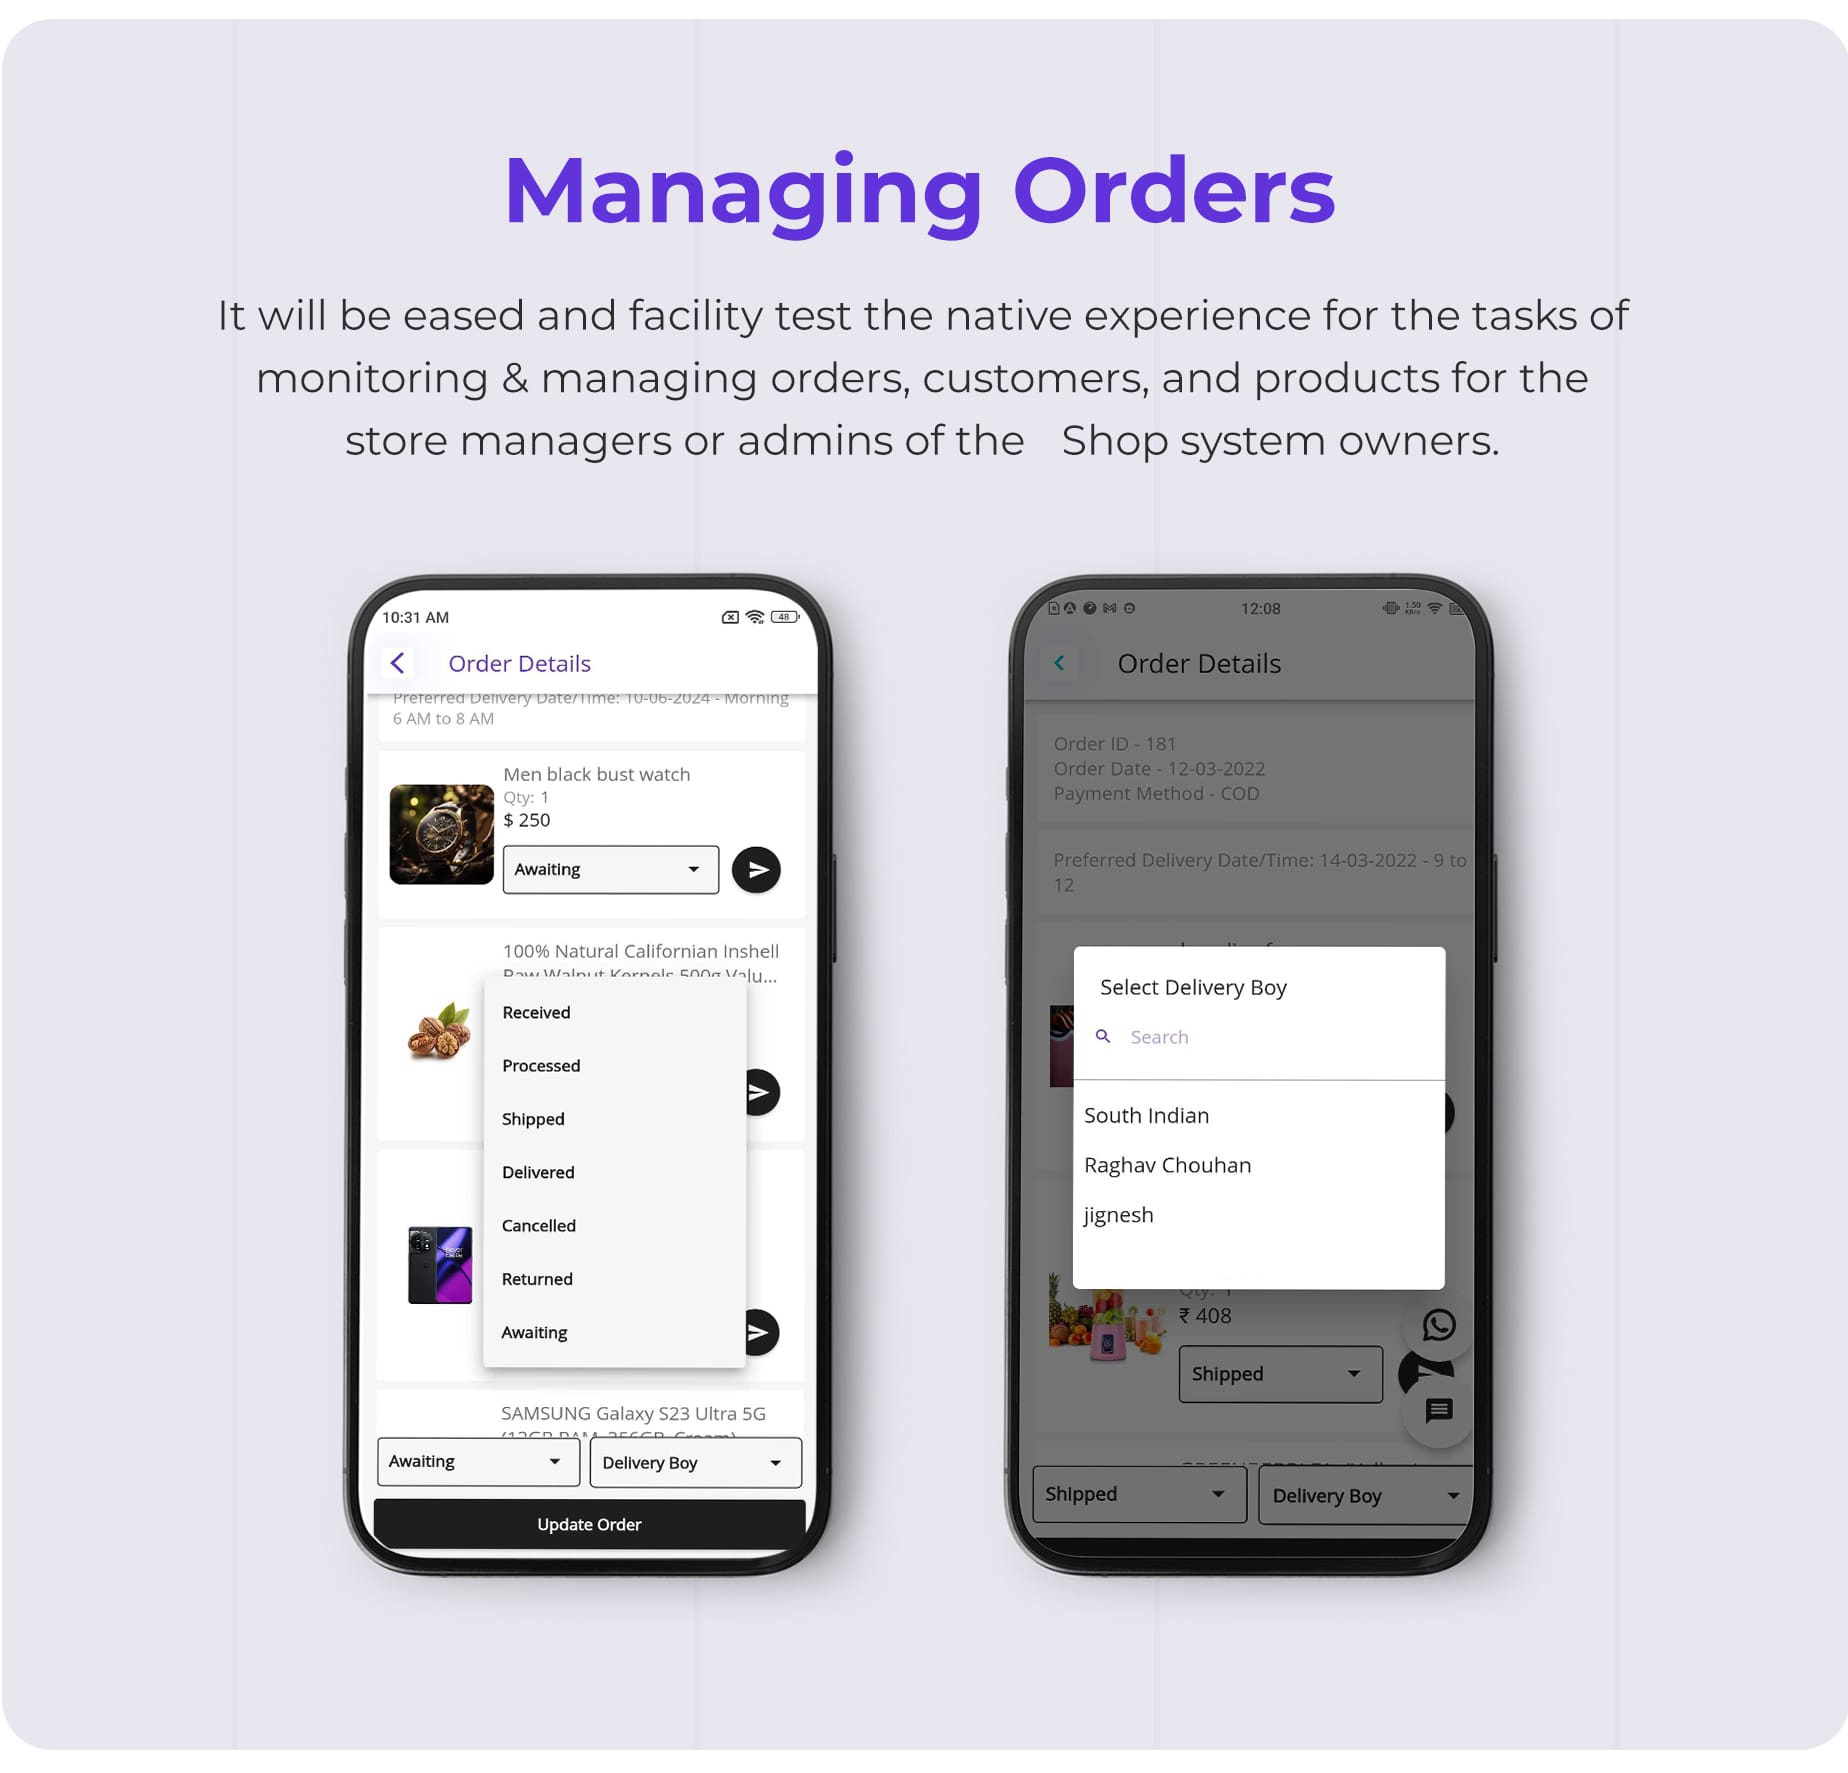 Managing Orders
It will be eased and facility test the native experience for the tasks of
monitoring & managing orders, customers, and products for the
store managers or admins of the Shop system owners.
10:31 AM
48
Order Details
Preferred Delivery Date/Time: 10-06-2024 - Morning
6 AM to 8 AM
Men black bust watch
Qty: 1
$ 250
Awaiting
100% Natural Californian Inshell
Raw Walnut Kernels 500g Valu...
Received
Processed
Shipped
Delivered
Cancelled
Returned
Awaiting
SAMSUNG Galaxy S23 Ultra 5G
(12GB RAM, 256GB, Cream)
Awaiting
Delivery Boy
Update Order
12:08
1.50
KB/s
Order Details
Order ID - 181
Order Date - 12-03-2022
Payment Method - COD
Preferred Delivery Date/Time: 14-03-2022 - 9 to
12
Select Delivery Boy
Search
South Indian
Raghav Chouhan
jignesh
Qty: 1
₹ 408
Shipped
Shipped
Delivery Boy